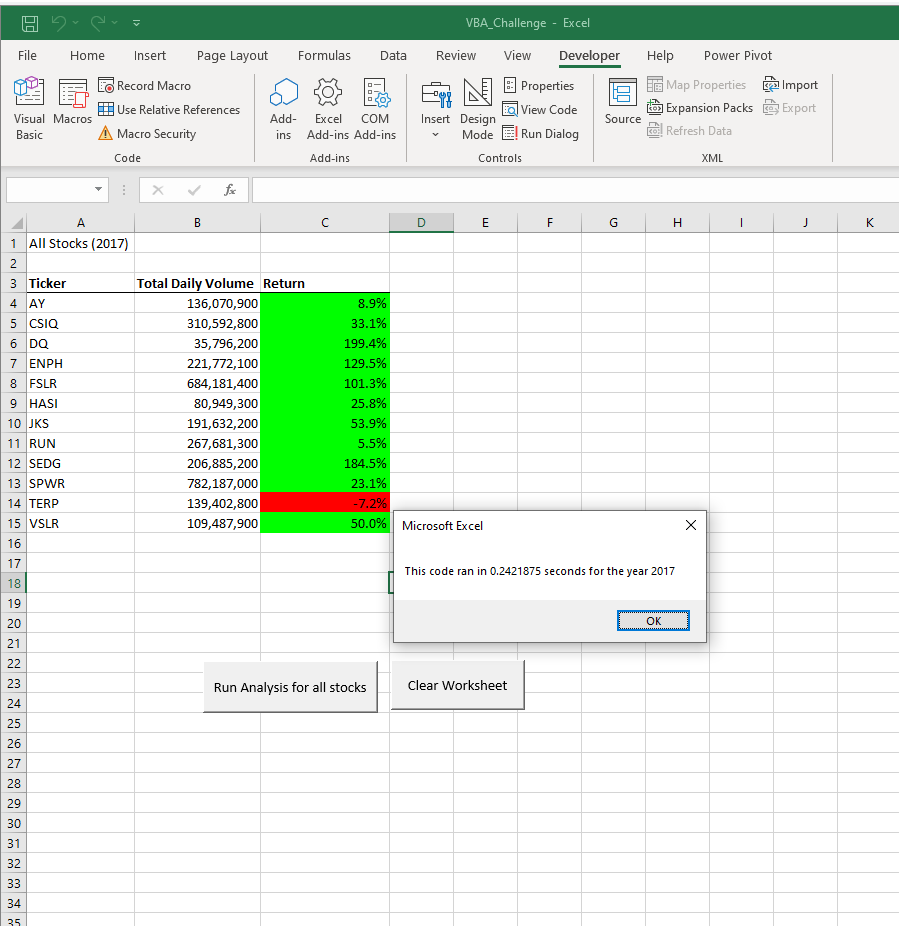 VBA_Challenge - Excel
File Home Insert Page Layout Formulas Data Review View Developer Help Power Pivot
Visual Basic
Macros
Record Macro
Use Relative References
Macro Security
Code
Add-ins
Excel Add-ins
COM Add-ins
Add-ins
Insert
Design Mode
Properties
View Code
Run Dialog
Controls
Source
Map Properties
Expansion Packs
Refresh Data
Import
Export
XML
fx
A B C D E F G H I J K
1 All Stocks (2017)
2
3 Ticker Total Daily Volume Return
4 AY 136,070,900 8.9%
5 CSIQ 310,592,800 33.1%
6 DQ 35,796,200 199.4%
7 ENPH 221,772,100 129.5%
8 FSLR 684,181,400 101.3%
9 HASI 80,949,300 25.8%
10 JKS 191,632,200 53.9%
11 RUN 267,681,300 5.5%
12 SEDG 206,885,200 184.5%
13 SPWR 782,187,000 23.1%
14 TERP 139,402,800 -7.2%
15 VSLR 109,487,900 50.0%
Microsoft Excel
This code ran in 0.2421875 seconds for the year 2017
OK
16
17
18
19
20
21
22
23
24
Run Analysis for all stocks
Clear Worksheet
25
26
27
28
29
30
31
32
33
34
35